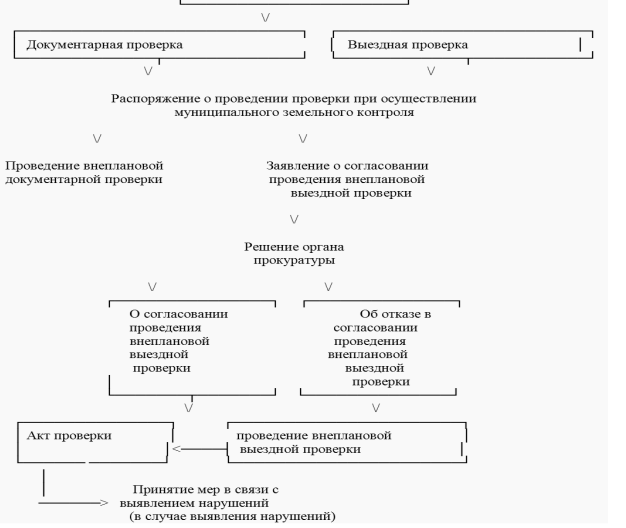 Документарная проверка
Выездная проверка
Распоряжение о проведении проверки при осуществлении
муниципального земельного контроля
Проведение внеплановой
документарной проверки
Заявление о согласовании
проведения внеплановой
выездной проверки
Решение органа
прокуратуры
О согласовании
проведения
внеплановой
выездной
проверки
Об отказе в
согласовании
проведения
внеплановой
выездной
проверки
Акт проверки
проведение внеплановой
выездной проверки
Принятие мер в связи с
выявлением нарушений
(в случае выявления нарушений)